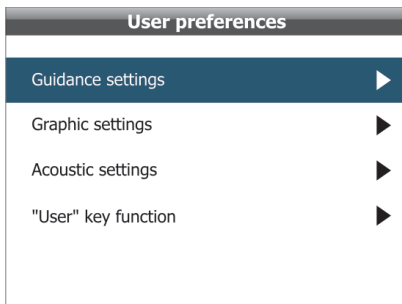 User preferences
Guidance settings
Graphic settings
Acoustic settings
"User" key function